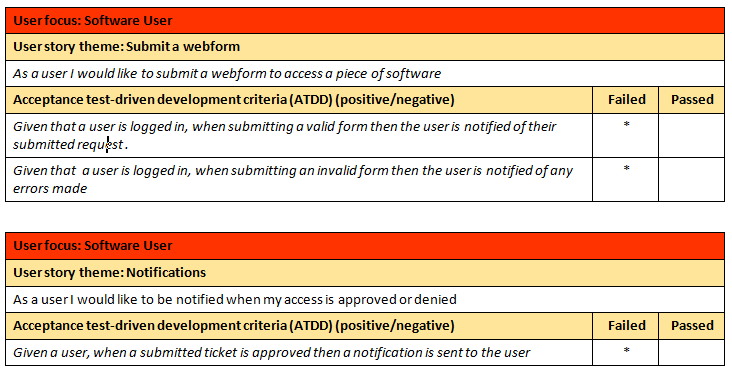 User focus: Software User
User story theme: Submit a webform
As a user I would like to submit a webform to access a piece of software
Acceptance test-driven development criteria (ATDD) (positive/negative) Failed Passed
Given that a user is logged in, when submitting a valid form then the user is notified of their *
submitted request.
Given that a user is logged in, when submitting an invalid form then the user is notified of any *
errors made
User focus: Software User
User story theme: Notifications
As a user I would like to be notified when my access is approved or denied
Acceptance test-driven development criteria (ATDD) (positive/negative) Failed Passed
Given a user, when a submitted ticket is approved then a notification is sent to the user *